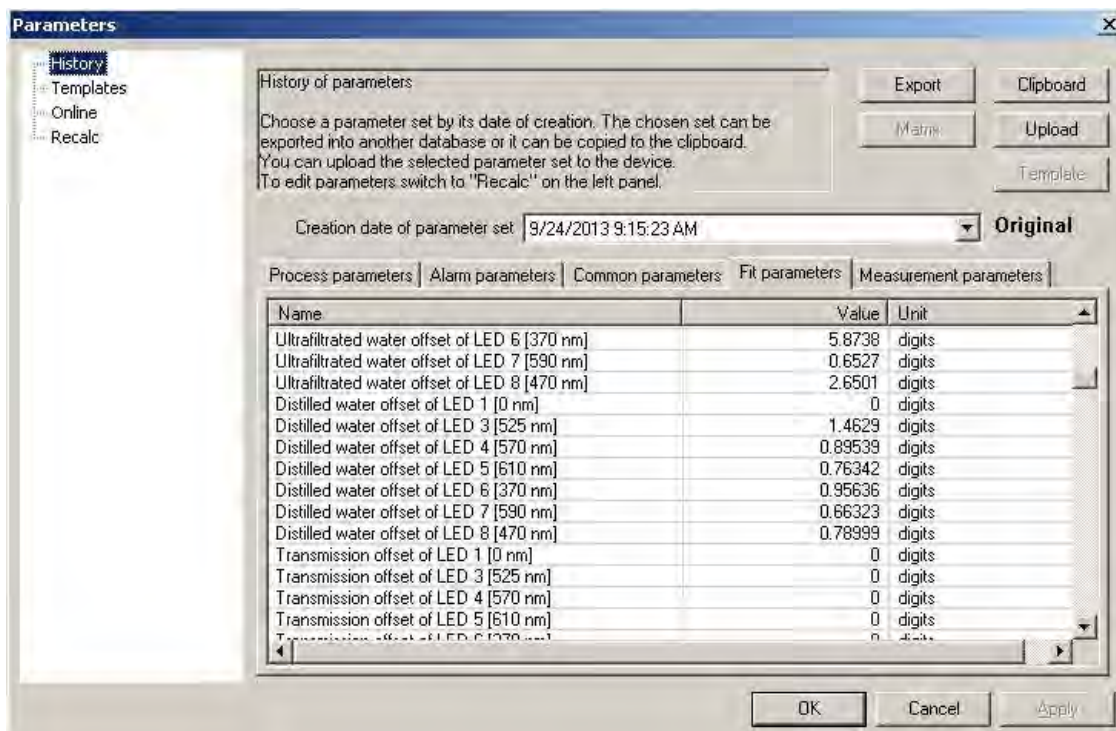 Parameters
History
Templates
Online
Recalc
History of parameters
Choose a parameter set by its date of creation. The chosen set can be
exported into another database or it can be copied to the clipboard.
You can upload the selected parameter set to the device.
To edit parameters switch to "Recalc" on the left panel.
Export
Clipboard
Matrix
Upload
Template
Creation date of parameter set 9/24/2013 9:15:23 AM Original
Process parameters Alarm parameters Common parameters Fit parameters Measurement parameters
Name Value Unit
Ultrafiltrated water offset of LED 6 [370 nm] 5.8738 digits
Ultrafiltrated water offset of LED 7 [590 nm] 0.6527 digits
Ultrafiltrated water offset of LED 8 [470 nm] 2.6501 digits
Distilled water offset of LED 1 [0 nm] 0 digits
Distilled water offset of LED 3 [525 nm] 1.4629 digits
Distilled water offset of LED 4 [570 nm] 0.89539 digits
Distilled water offset of LED 5 [610 nm] 0.76342 digits
Distilled water offset of LED 6 [370 nm] 0.95636 digits
Distilled water offset of LED 7 [590 nm] 0.66323 digits
Distilled water offset of LED 8 [470 nm] 0.78999 digits
Transmission offset of LED 1 [0 nm] 0 digits
Transmission offset of LED 3 [525 nm] 0 digits
Transmission offset of LED 4 [570 nm] 0 digits
Transmission offset of LED 5 [610 nm] 0 digits
Transmission offset of LED 6 [370 nm] 0 digits
OK Cancel Apply